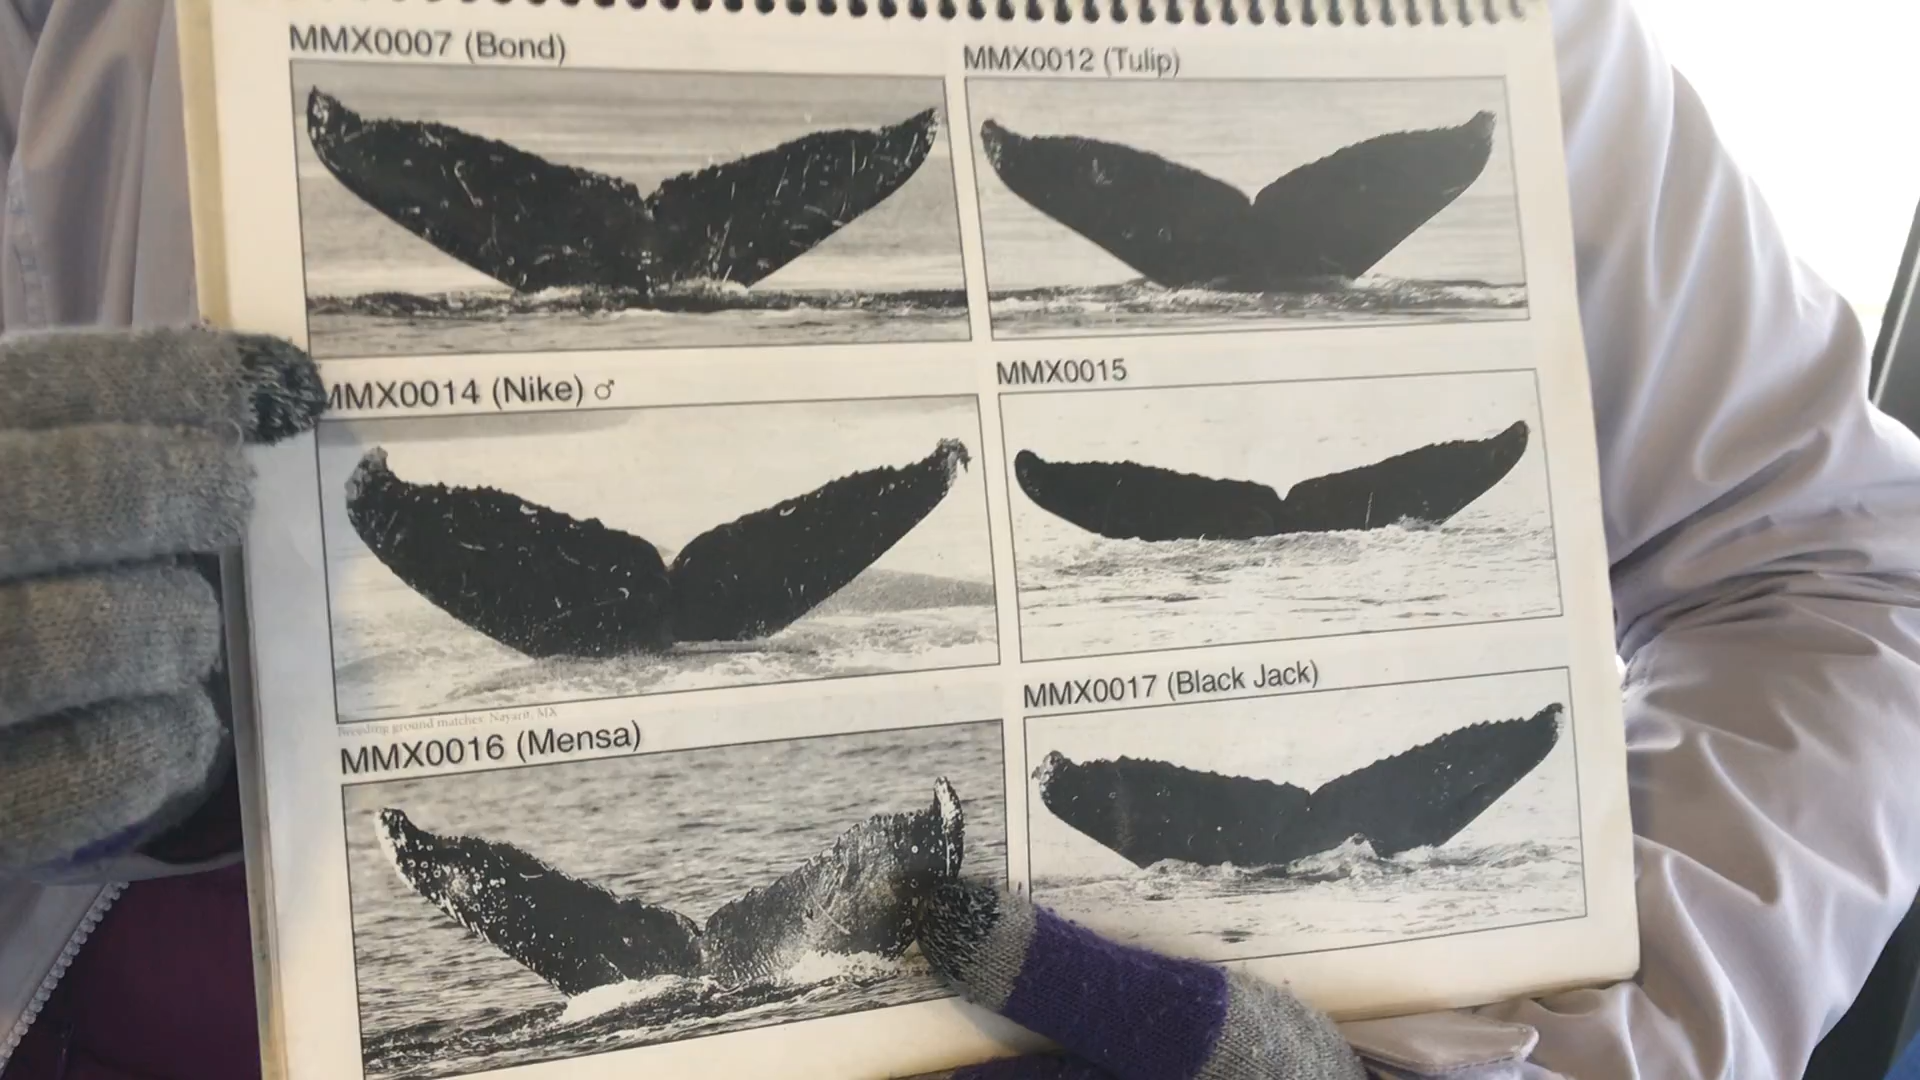 MMX0007 (Bond)
MMX0012 (Tulip)
MMX0014 (Nike) ♂
MMX0015
Breeding ground matches: Nayarit, MX
MMX0016 (Mensa)
MMX0017 (Black Jack)